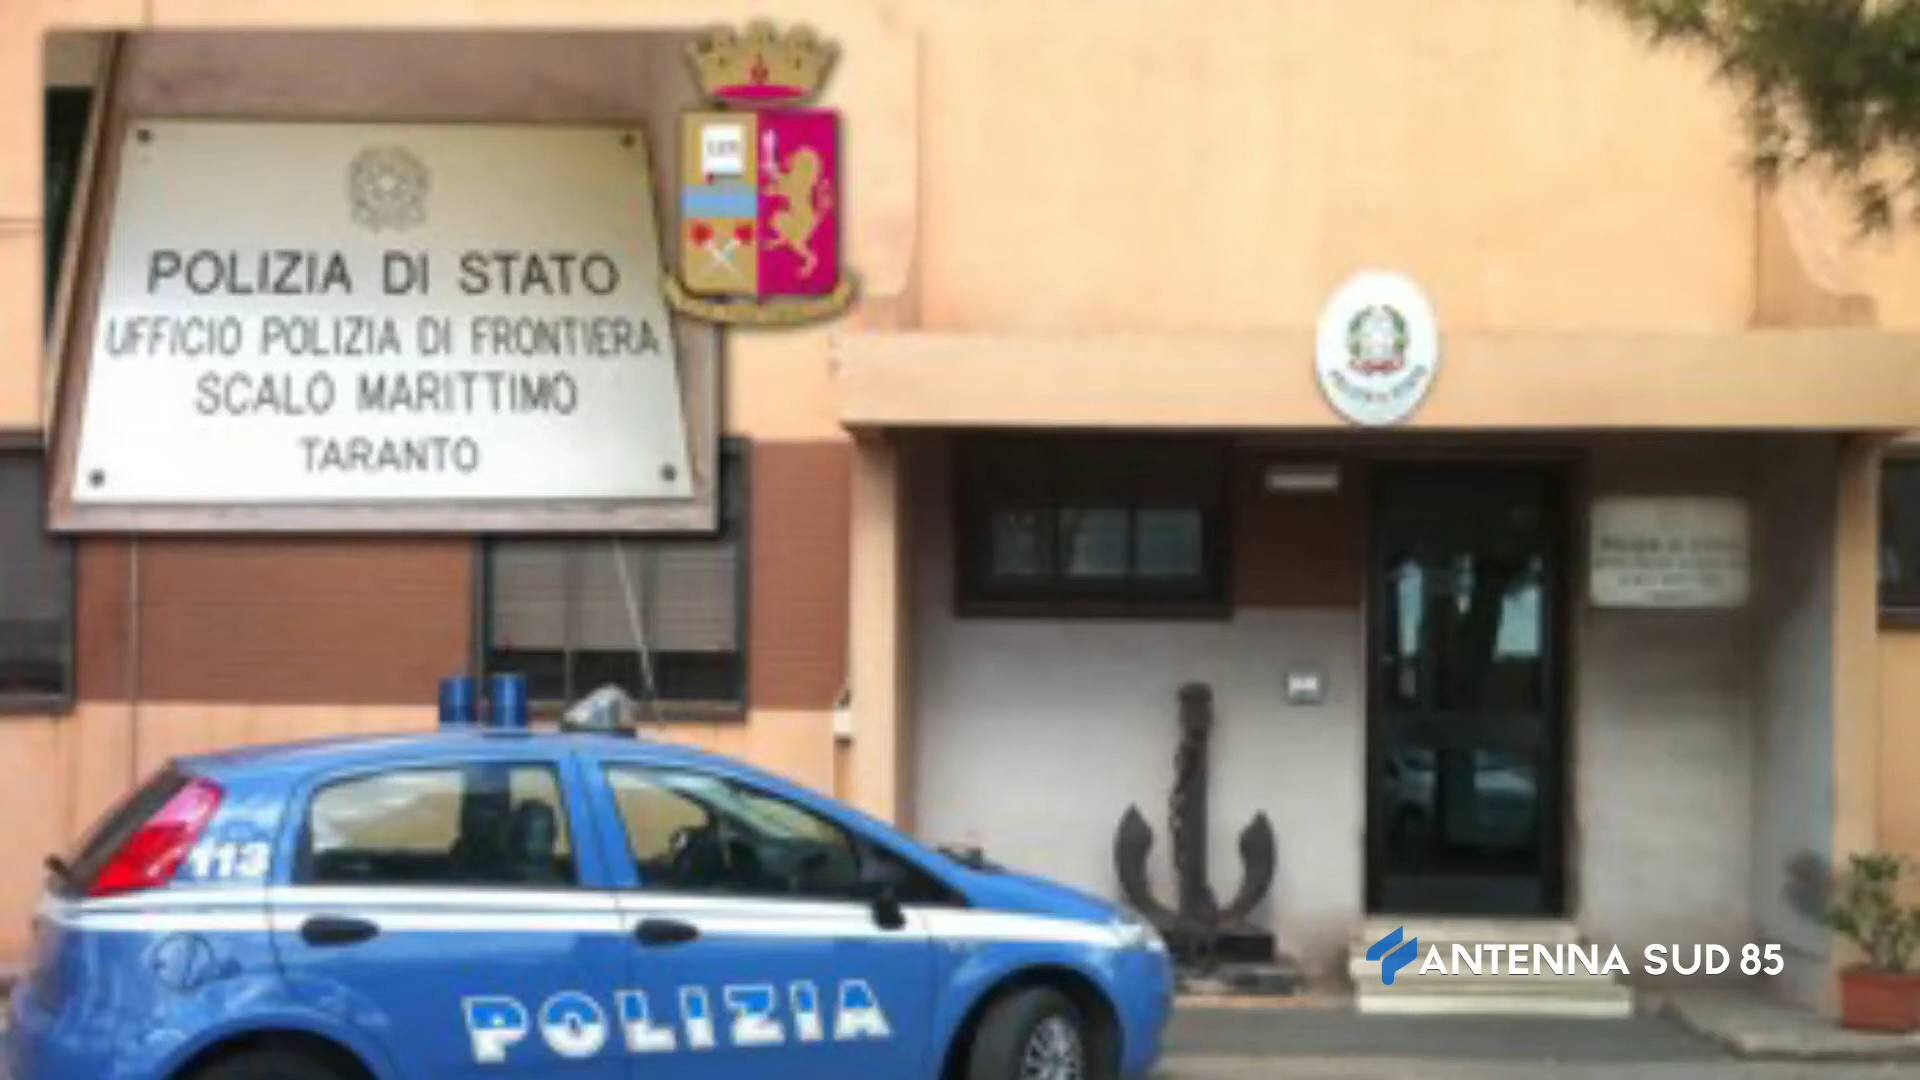 POLIZIA DI STATO
UFFICIO POLIZIA DI FRONTIERA
SCALO MARITTIMO
TARANTO
113
POLIZIA
ANTENNA SUD 85